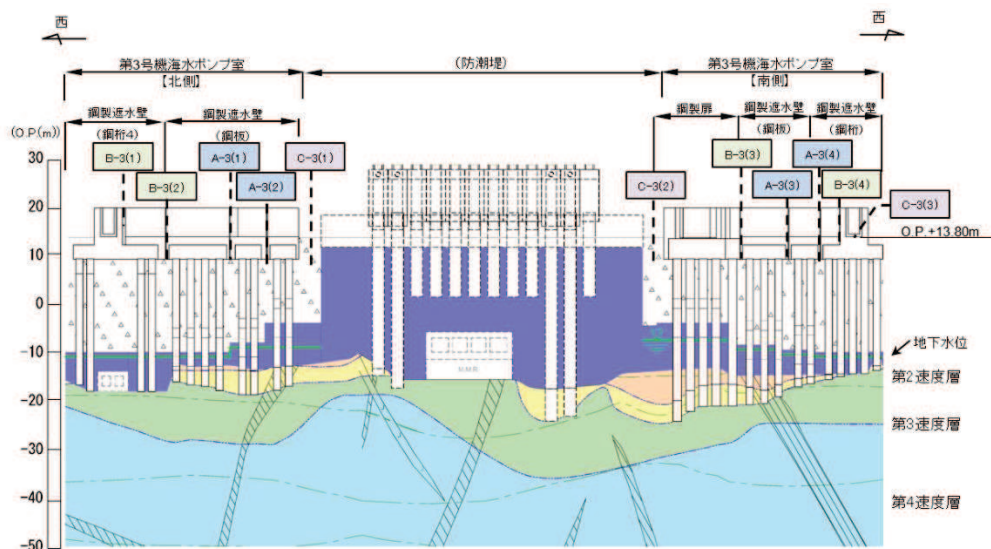 西
西
第3号機海水ポンプ室
【北側】
(防潮堤)
第3号機海水ポンプ室
【南側】
鋼製遮水壁
(鋼桁4)
鋼製遮水壁
(鋼板)
鋼製扉
鋼製遮水壁
(鋼板)
鋼製遮水壁
(鋼桁)
(O.P.(m))
30
20
10
0
-10
-20
-30
-40
-50
B-3(1)
B-3(2)
A-3(1)
A-3(2)
C-3(1)
C-3(2)
B-3(3)
A-3(3)
A-3(4)
B-3(4)
C-3(3)
O.P.+13.80m
地下水位
第2速度層
第3速度層
第4速度層